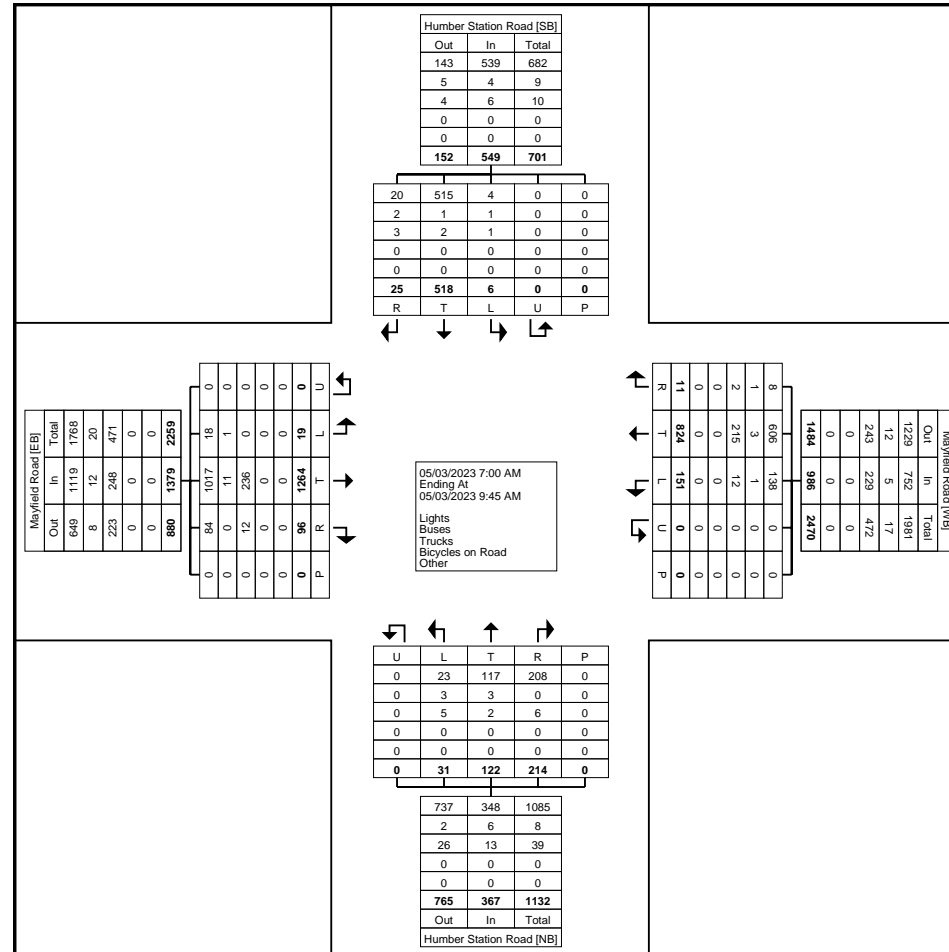 Humber Station Road [SB]
Out In Total
143 539 682
5 4 9
4 6 10
0 0 0
0 0 0
152 549 701
20 515 4 0 0
2 1 1 0 0
3 2 1 0 0
0 0 0 0 0
0 0 0 0 0
25 518 6 0 0
R T L U P
Mayfield Road [EB]
Total In Out
1768 1119 649
20 12 8
471 248 223
0 0 0
0 0 0
2259 1379 880
0 18 1017 84 0
0 1 11 0 0
0 0 236 12 0
0 0 0 0 0
0 0 0 0 0
0 19 1264 96 0
U L T R P
05/03/2023 7:00 AM
Ending At
05/03/2023 9:45 AM
Lights
Buses
Trucks
Bicycles on Road
Other
Mayfield Road [WB]
Out In Total
1229 752 1981
12 5 17
243 229 472
0 0 0
0 0 0
1484 986 2470
8 606 138 0 0
1 3 1 0 0
2 215 12 0 0
0 0 0 0 0
0 0 0 0 0
11 824 151 0 0
R T L U P
U L T R P
0 23 117 208 0
0 3 3 0 0
0 5 2 6 0
0 0 0 0 0
0 0 0 0 0
0 31 122 214 0
737 348 1085
2 6 8
26 13 39
0 0 0
0 0 0
765 367 1132
Out In Total
Humber Station Road [NB]